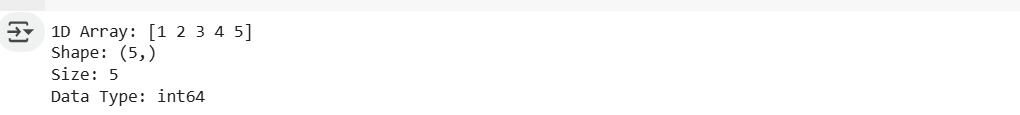 1D Array: [1 2 3 4 5]
Shape: (5,)
Size: 5
Data Type: int64